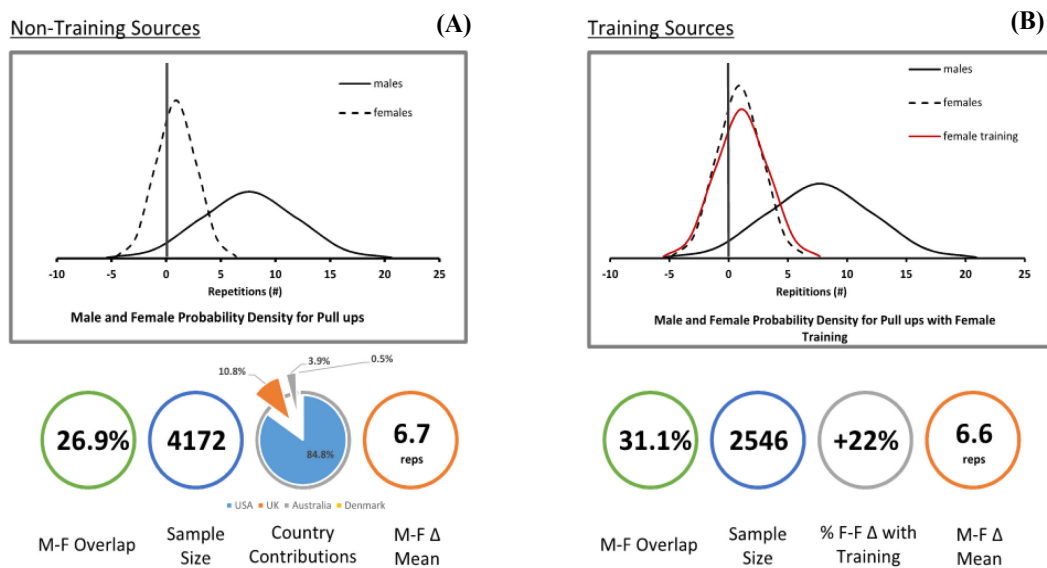 Non-Training Sources
(A)
males
females
-10
-5
0
5
10
15
20
25
Repetitions (#)
Male and Female Probability Density for Pull ups
26.9%
4172
10.8%
3.9%
0.5%
84.8%
USA
UK
Australia
Denmark
6.7
reps
M-F Overlap
Sample
Size
Country
Contributions
M-F Δ
Mean
Training Sources
(B)
males
females
female training
-10
-5
0
5
10
15
20
25
Repititions (#)
Male and Female Probability Density for Pull ups with Female
Training
31.1%
2546
+22%
6.6
reps
M-F Overlap
Sample
Size
% F-F Δ with
Training
M-F Δ
Mean